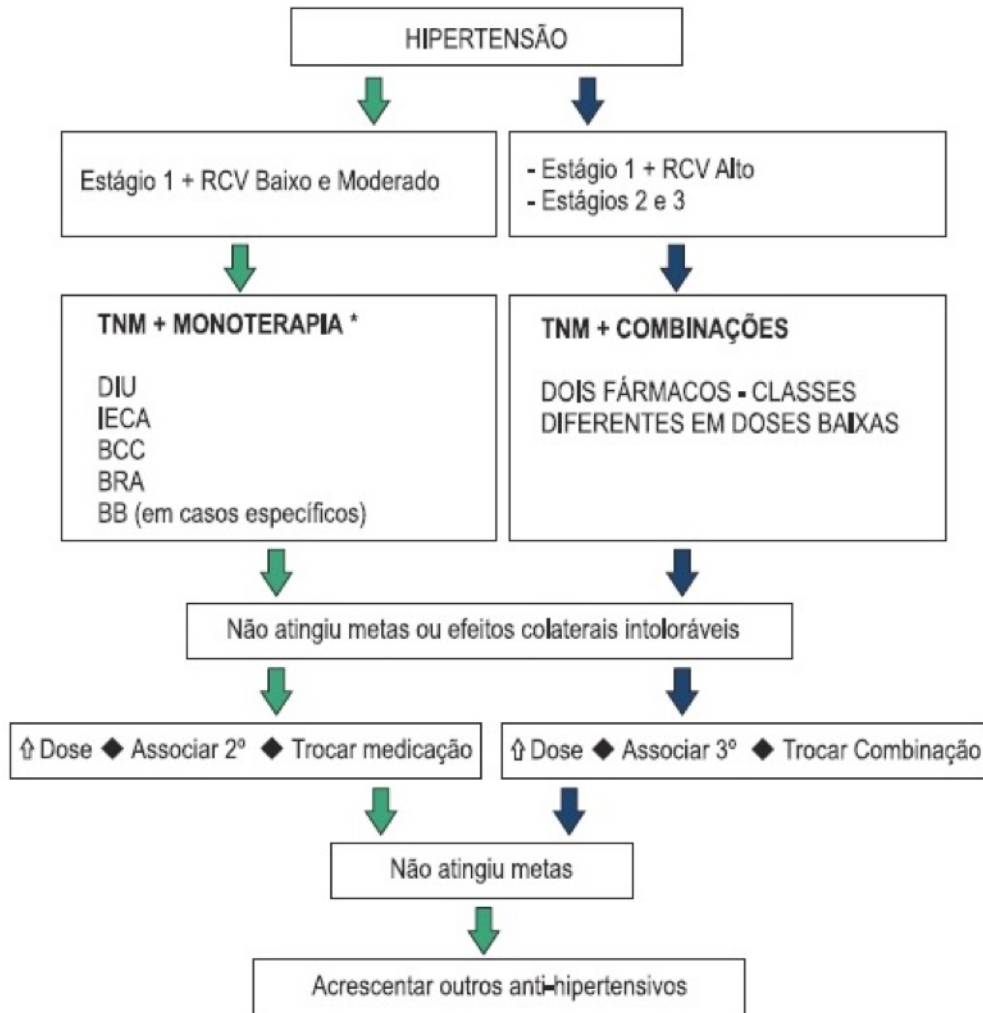 HIPERTENSÃO
Estágio 1 + RCV Baixo e Moderado
- Estágio 1 + RCV Alto
- Estágios 2 e 3
TNM + MONOTERAPIA *
DIU
IECA
BCC
BRA
BB (em casos específicos)
TNM + COMBINAÇÕES
DOIS FÁRMACOS - CLASSES
DIFERENTES EM DOSES BAIXAS
Não atingiu metas ou efeitos colaterais intoloráveis
⇧ Dose ◆ Associar 2º ◆ Trocar medicação
⇧ Dose ◆ Associar 3º ◆ Trocar Combinação
Não atingiu metas
Acrescentar outros anti-hipertensivos